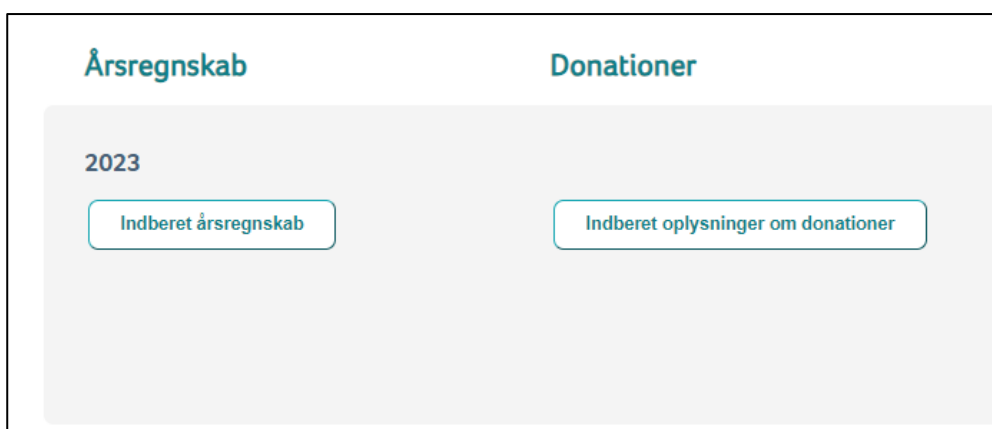 Årsregnskab
Donationer
2023
Indberet årsregnskab
Indberet oplysninger om donationer